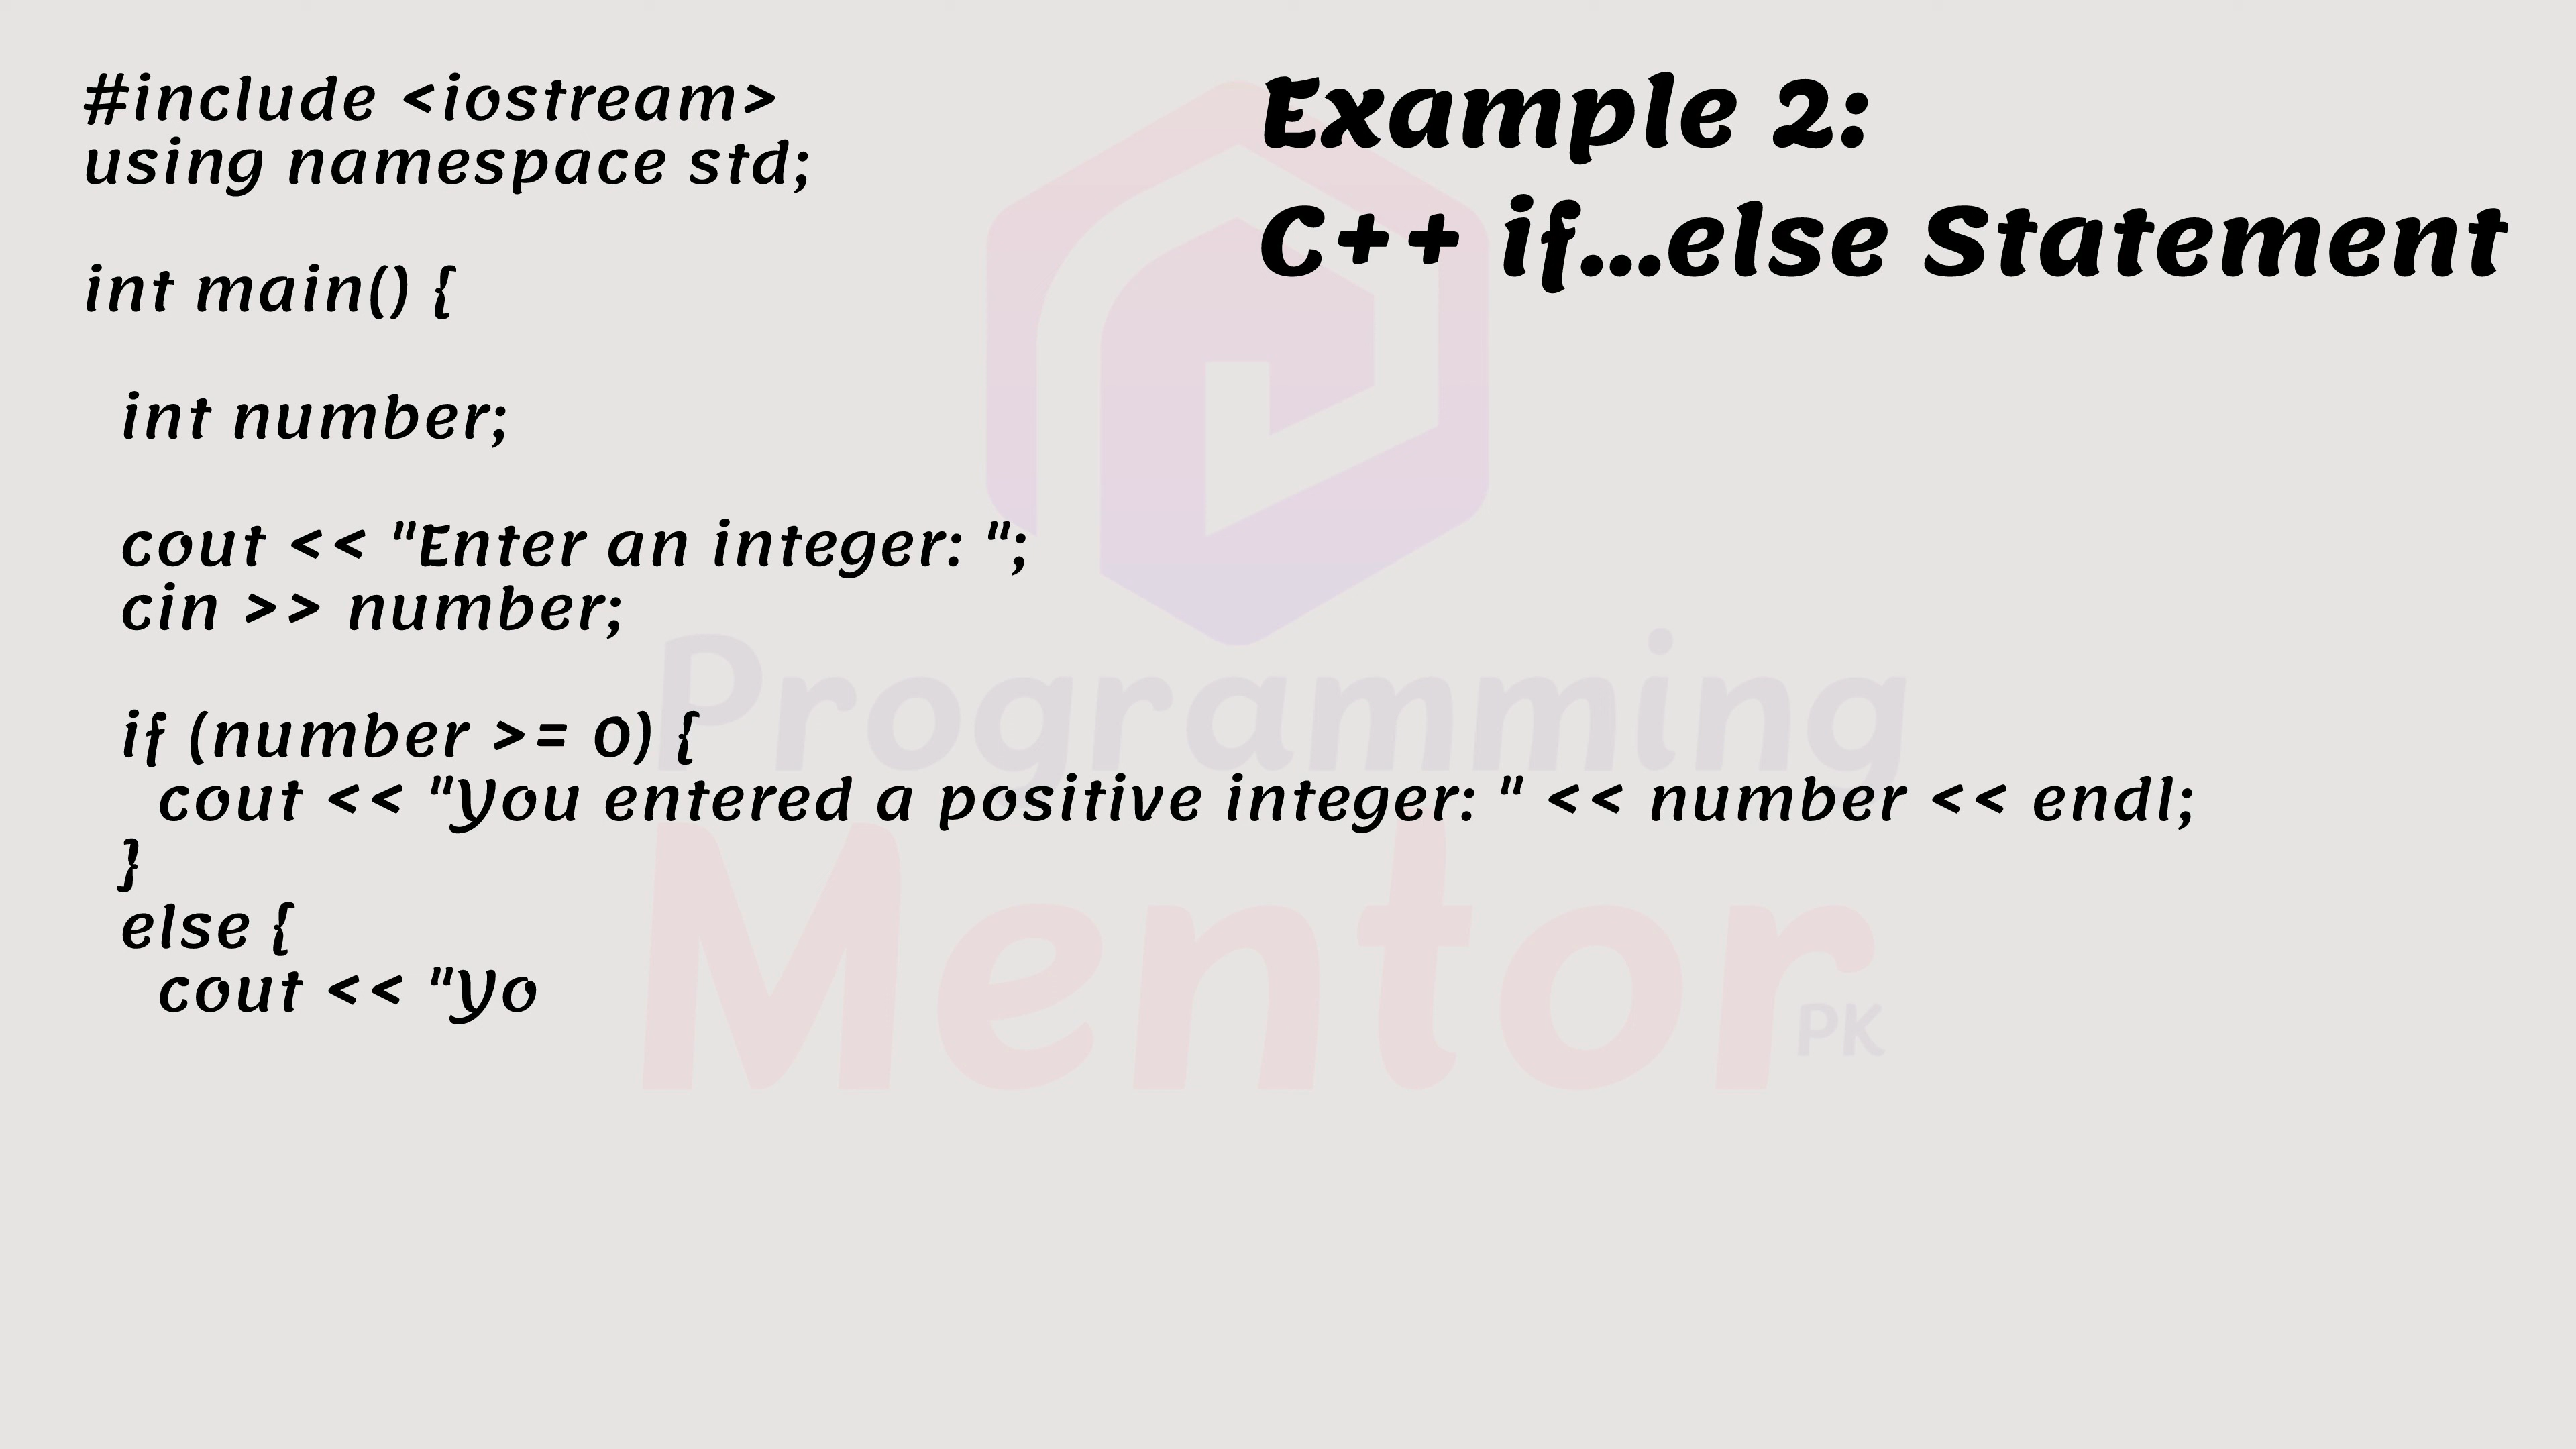 #include <iostream>
using namespace std;
int main() {
int number;
cout << "Enter an integer: ";
cin >> number;
if (number >= 0) {
cout << "You entered a positive integer: " << number << endl;
}
else {
cout << "Yo
Example 2:
C++ if...else Statement
Programming
Mentor
PK